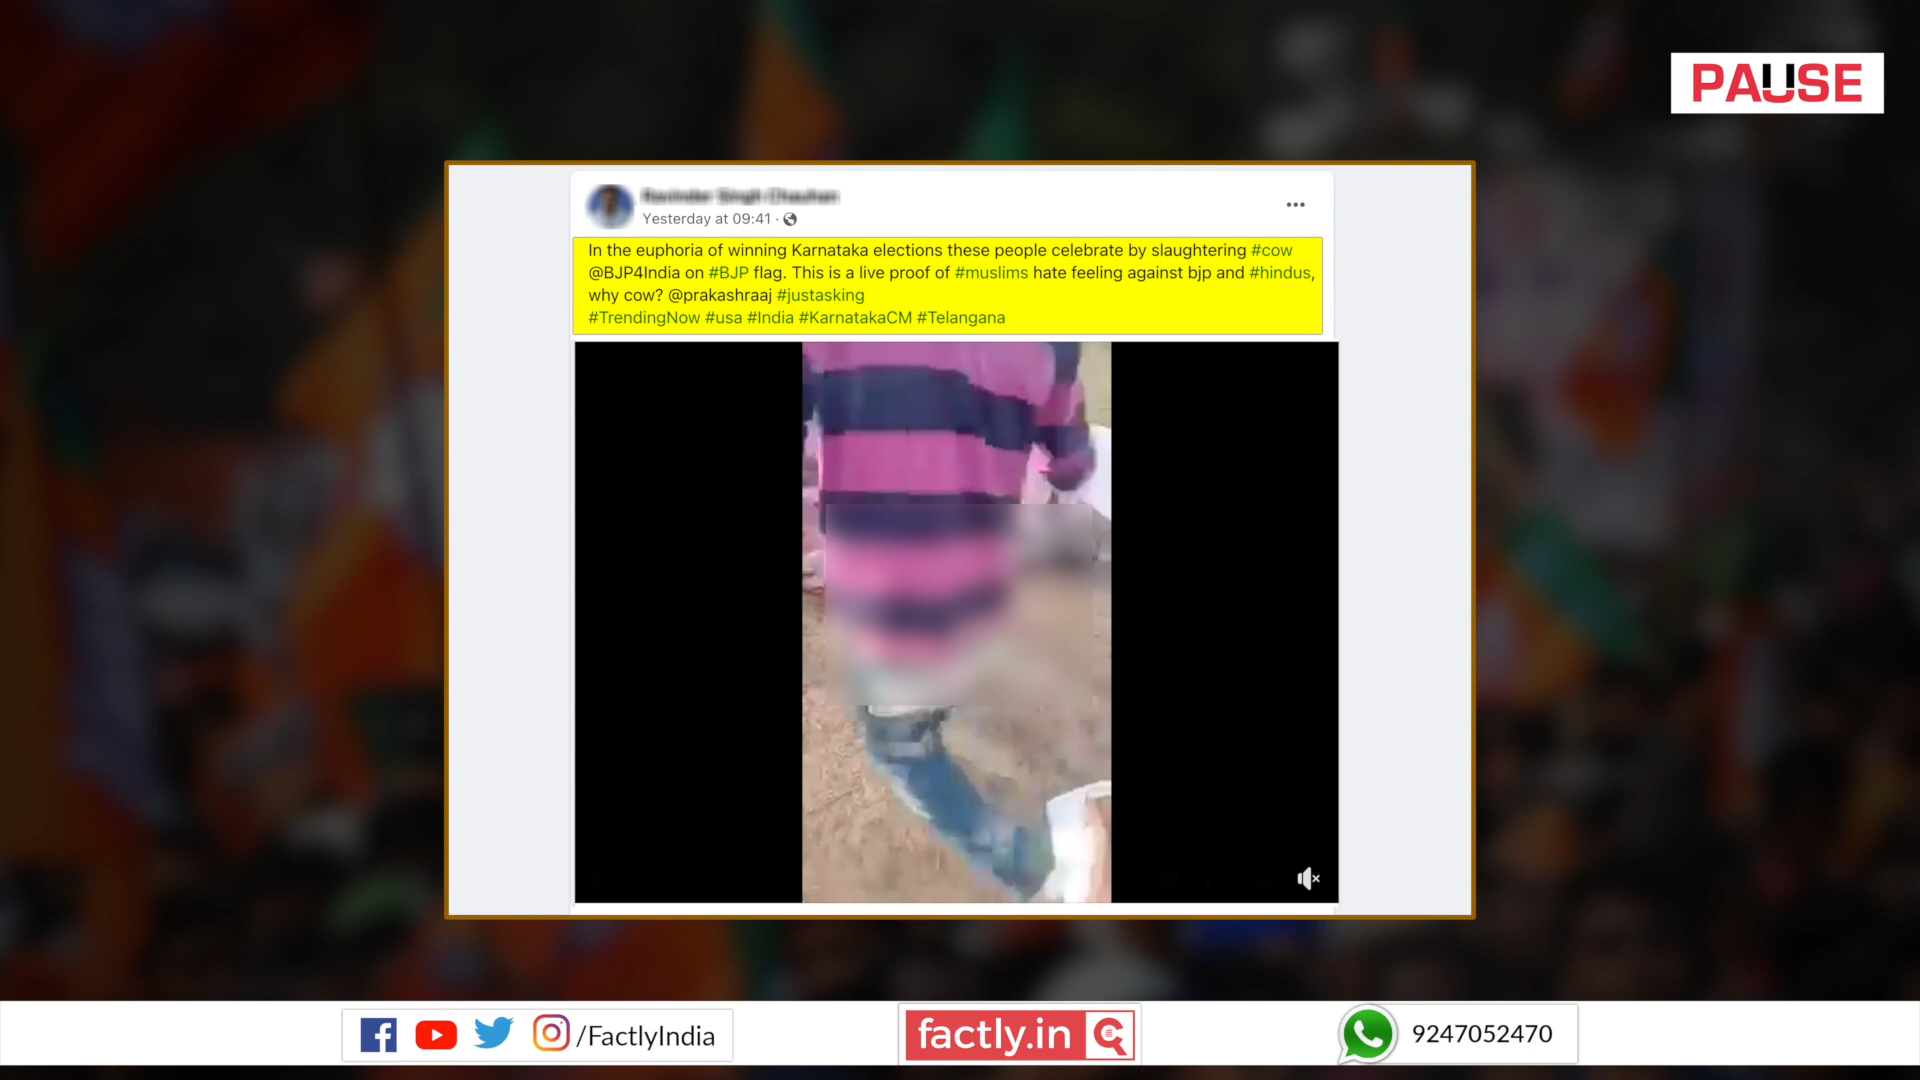 PAUSE
Yesterday at 09:41 ·
In the euphoria of winning Karnataka elections these people celebrate by slaughtering #cow
@BJP4India on #BJP flag. This is a live proof of #muslims hate feeling against bjp and #hindus,
why cow? @prakashraaj #justasking
#TrendingNow #usa #India #KarnatakaCM #Telangana
/FactlyIndia
factly.in
9247052470